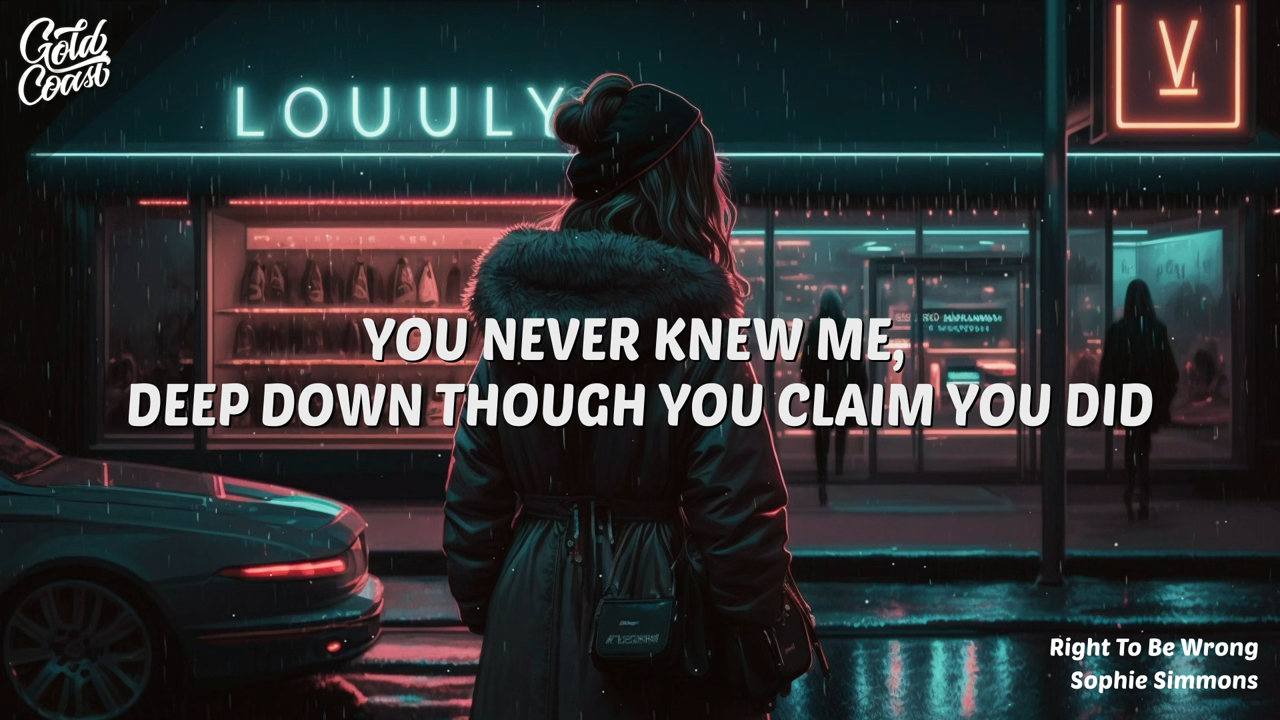 Gold
Coast
LOUULY
V
YOU NEVER KNEW ME,
DEEP DOWN THOUGH YOU CLAIM YOU DID
Right To Be Wrong
Sophie Simmons